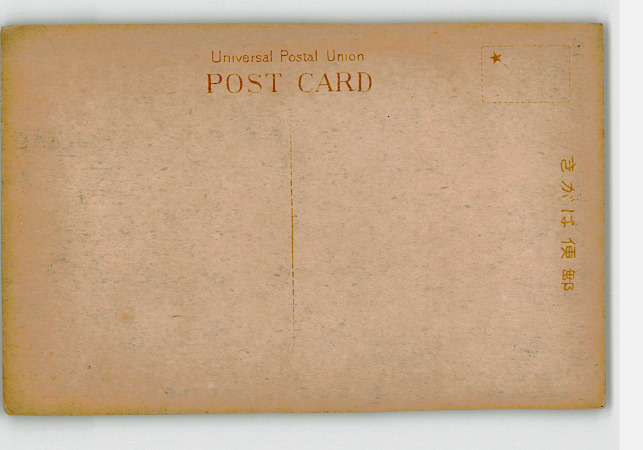 Universal Postal Union
POST CARD
郵便はがき